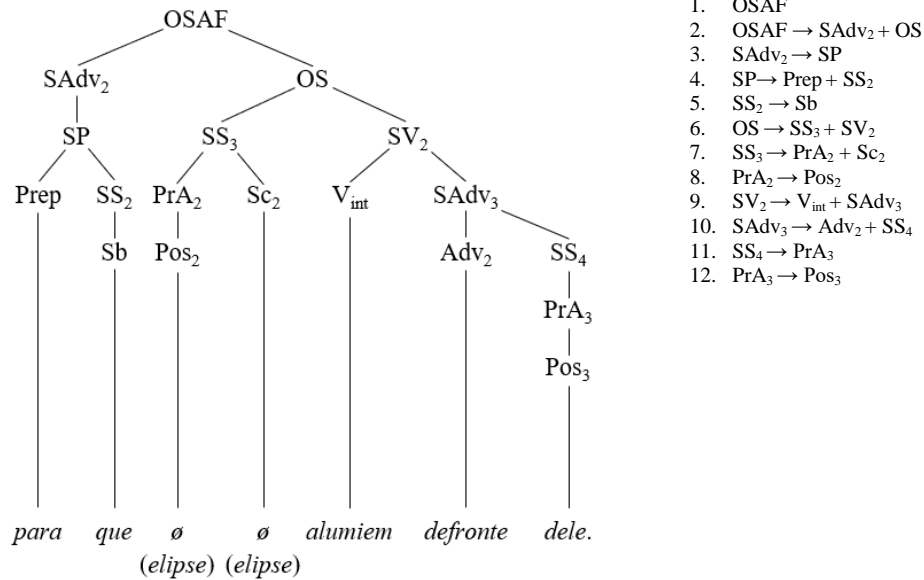 OSAF
SAdv₂ OS
SP SS₃ SV₂
Prep SS₂ PrA₂ Sc₂ Vint SAdv₃
Sb Pos₂ Adv₂ SS₄
PrA₃
Pos₃
para que ø ø alumiem defronte dele.
(elipse) (elipse)
1. OSAF
2. OSAF → SAdv₂ + OS
3. SAdv₂ → SP
4. SP→ Prep + SS₂
5. SS₂ → Sb
6. OS → SS₃ + SV₂
7. SS₃ → PrA₂ + Sc₂
8. PrA₂ → Pos₂
9. SV₂ → Vint + SAdv₃
10. SAdv₃ → Adv₂ + SS₄
11. SS₄ → PrA₃
12. PrA₃ → Pos₃